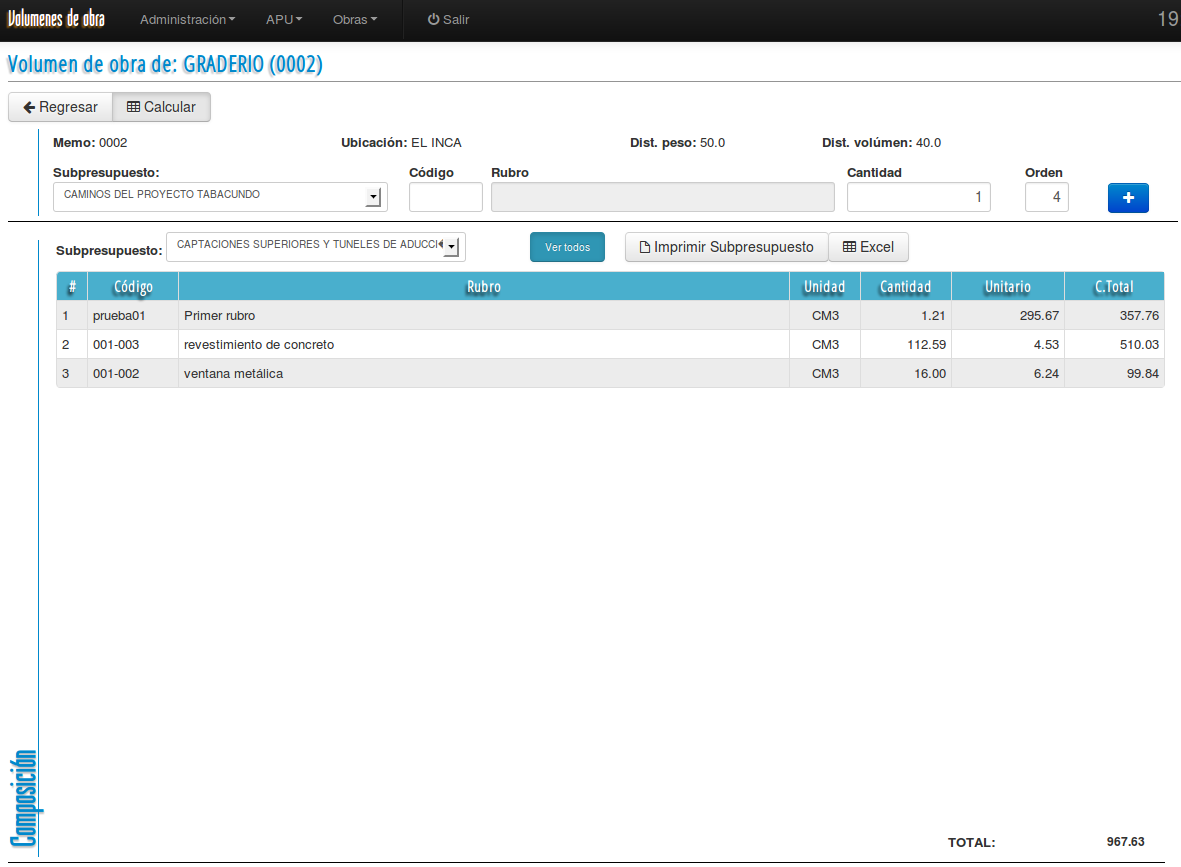 Volumenes de obra Administración APU Obras Salir 19
Volumen de obra de: GRADERIO (0002)
Regresar Calcular
Memo: 0002 Ubicación: EL INCA Dist. peso: 50.0 Dist. volúmen: 40.0
Subpresupuesto: Código Rubro Cantidad Orden
CAMINOS DEL PROYECTO TABACUNDO 1 4 +
Subpresupuesto: CAPTACIONES SUPERIORES Y TUNELES DE ADUCCI Ver todos Imprimir Subpresupuesto Excel
# Código Rubro Unidad Cantidad Unitario C.Total
1 prueba01 Primer rubro CM3 1.21 295.67 357.76
2 001-003 revestimiento de concreto CM3 112.59 4.53 510.03
3 001-002 ventana metálica CM3 16.00 6.24 99.84
Composición
TOTAL: 967.63